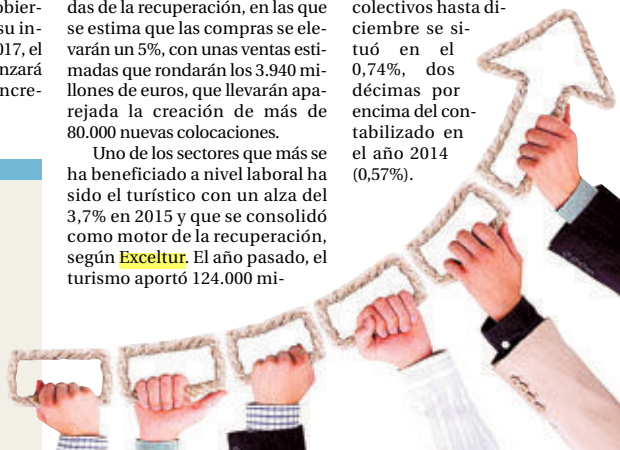 su in-
017, el
das de la recuperación, en las que
se estima que las compras se ele-
varán un 5%, con unas ventas esti-
madas que rondarán los 3.940 mi-
llones de euros, que llevarán apa-
rejada la creación de más de
80.000 nuevas colocaciones.
Uno de los sectores que más se
ha beneficiado a nivel laboral ha
sido el turístico con un alza del
3,7% en 2015 y que se consolidó
como motor de la recuperación,
según Exceltur. El año pasado, el
turismo aportó 124.000 mi-
colectivos hasta di-
ciembre se si-
tuó en el
0,74%, dos
décimas por
encima del con-
tabilizado en
el año 2014
(0,57%).